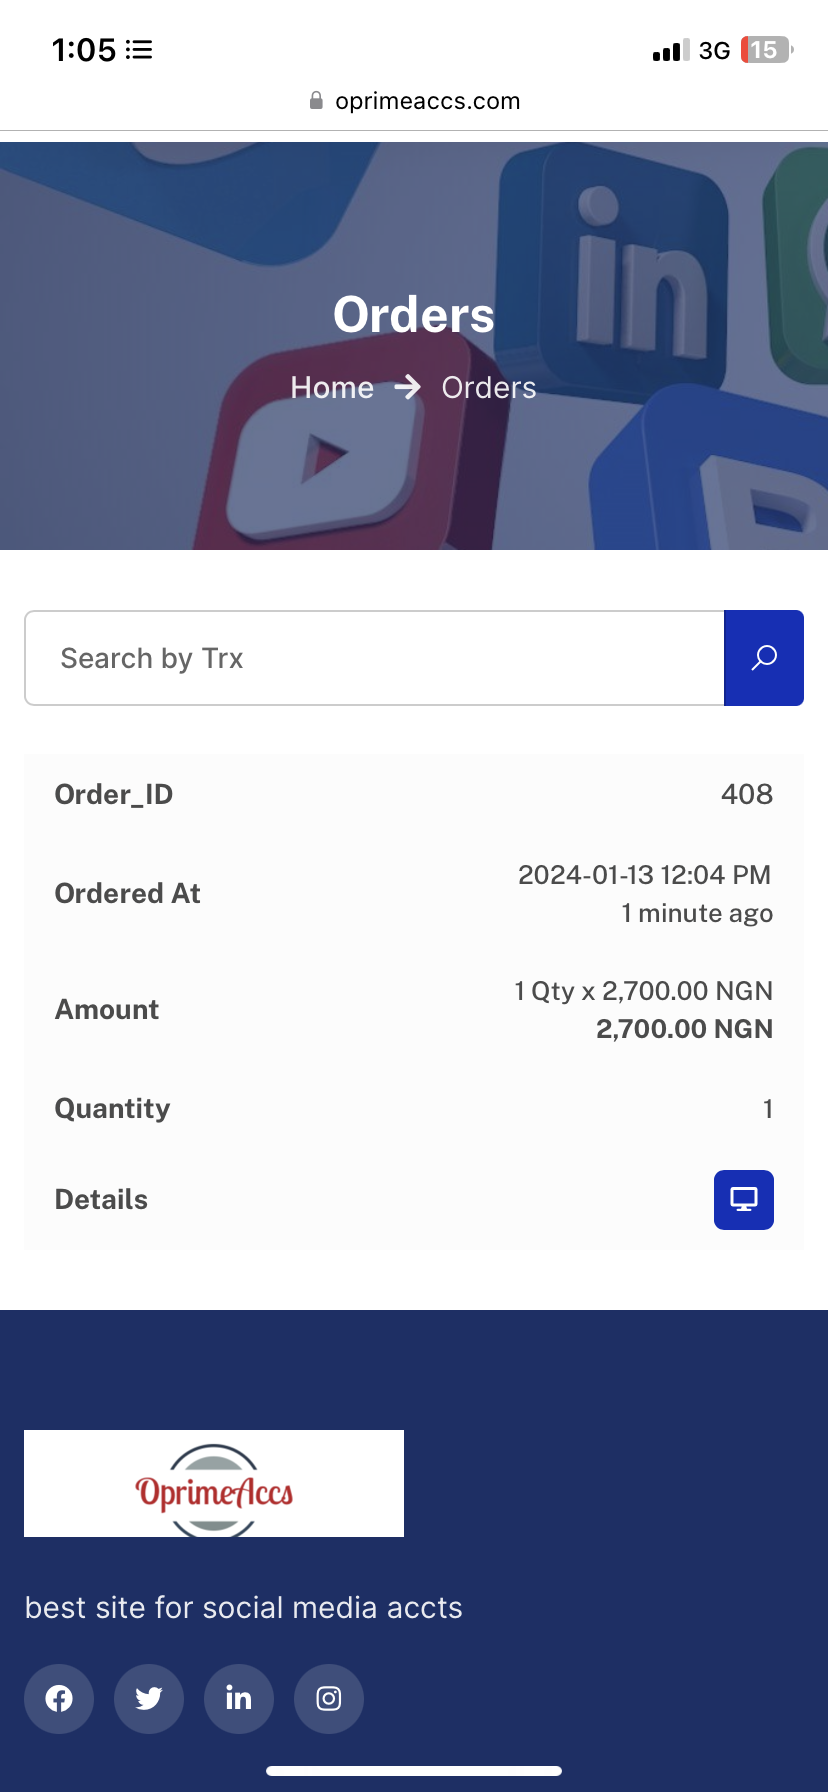 1:05
3G
15
oprimeaccs.com
in
Orders
Home → Orders
Search by Trx
Order_ID 408
Ordered At 2024-01-13 12:04 PM
1 minute ago
Amount 1 Qty x 2,700.00 NGN
2,700.00 NGN
Quantity 1
Details
OprimeAccs
best site for social media accts
in